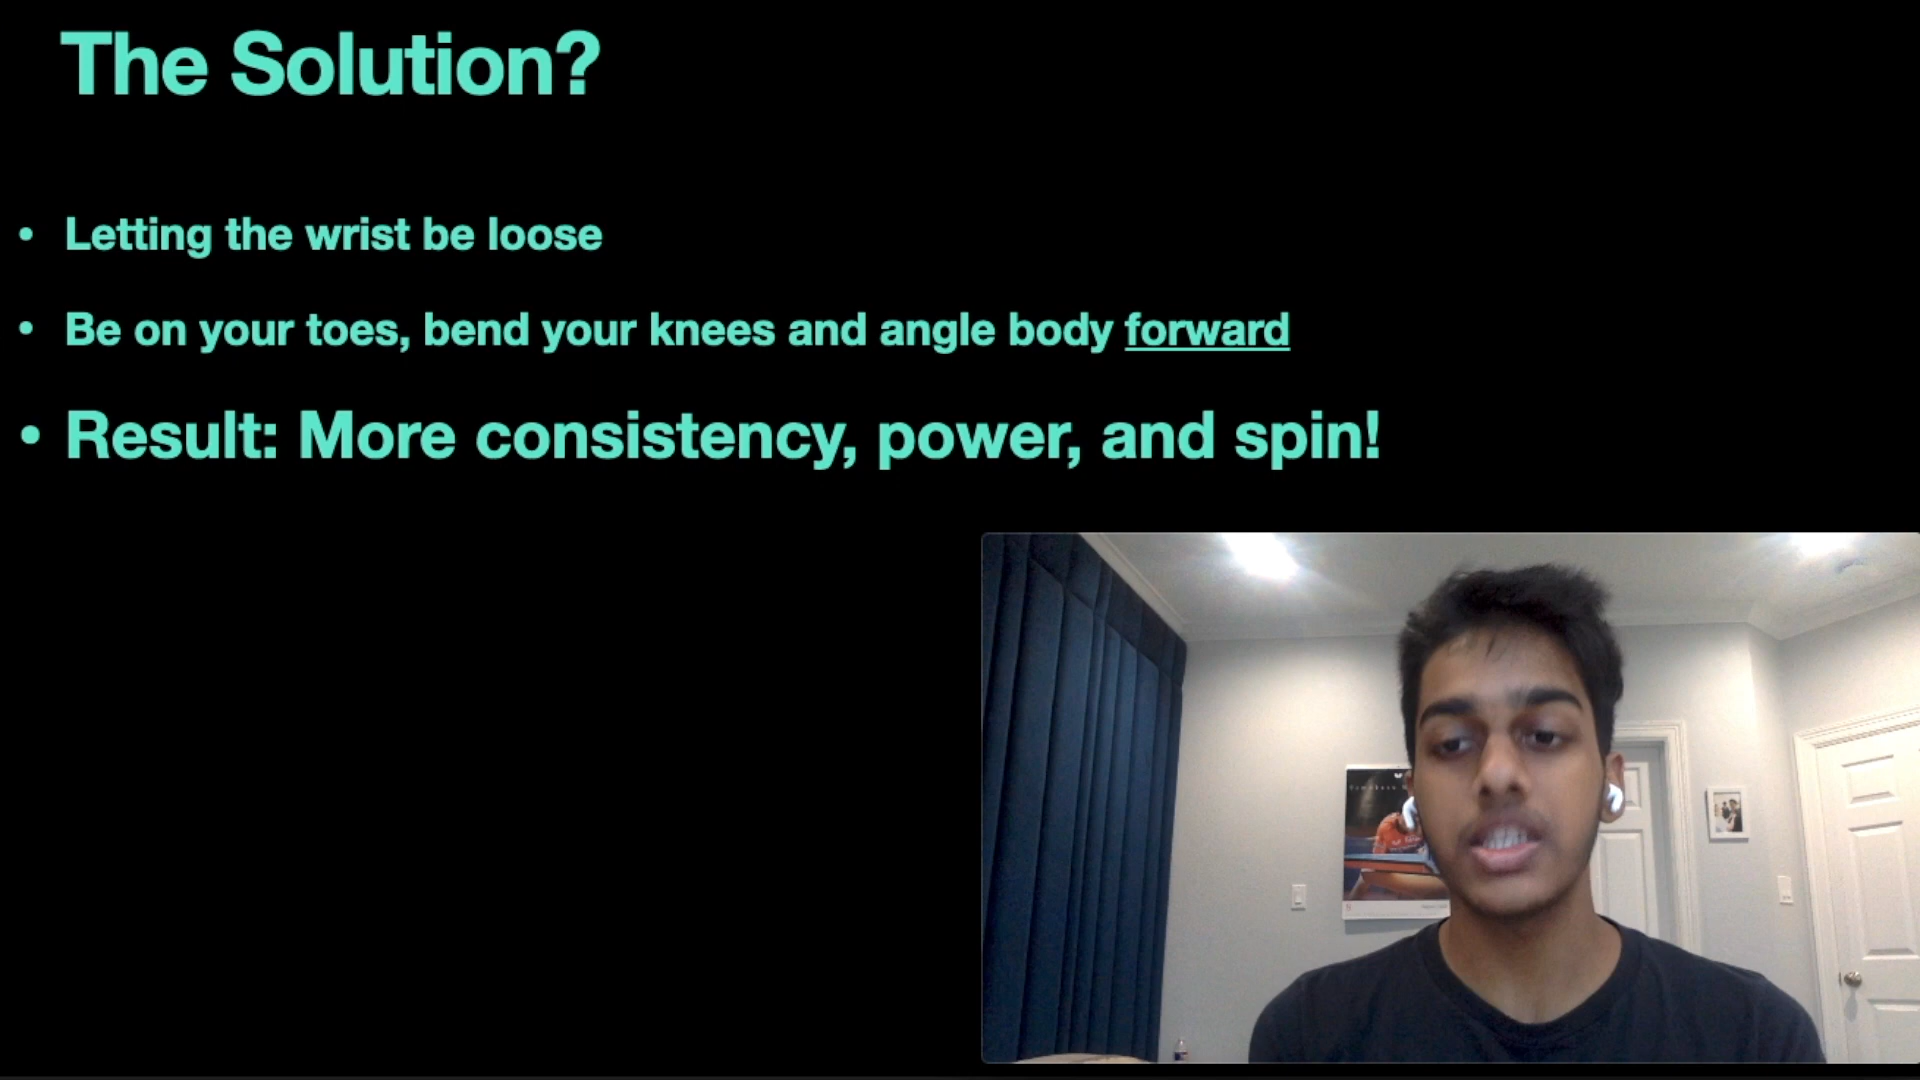 The Solution?
• Letting the wrist be loose
• Be on your toes, bend your knees and angle body forward
• Result: More consistency, power, and spin!